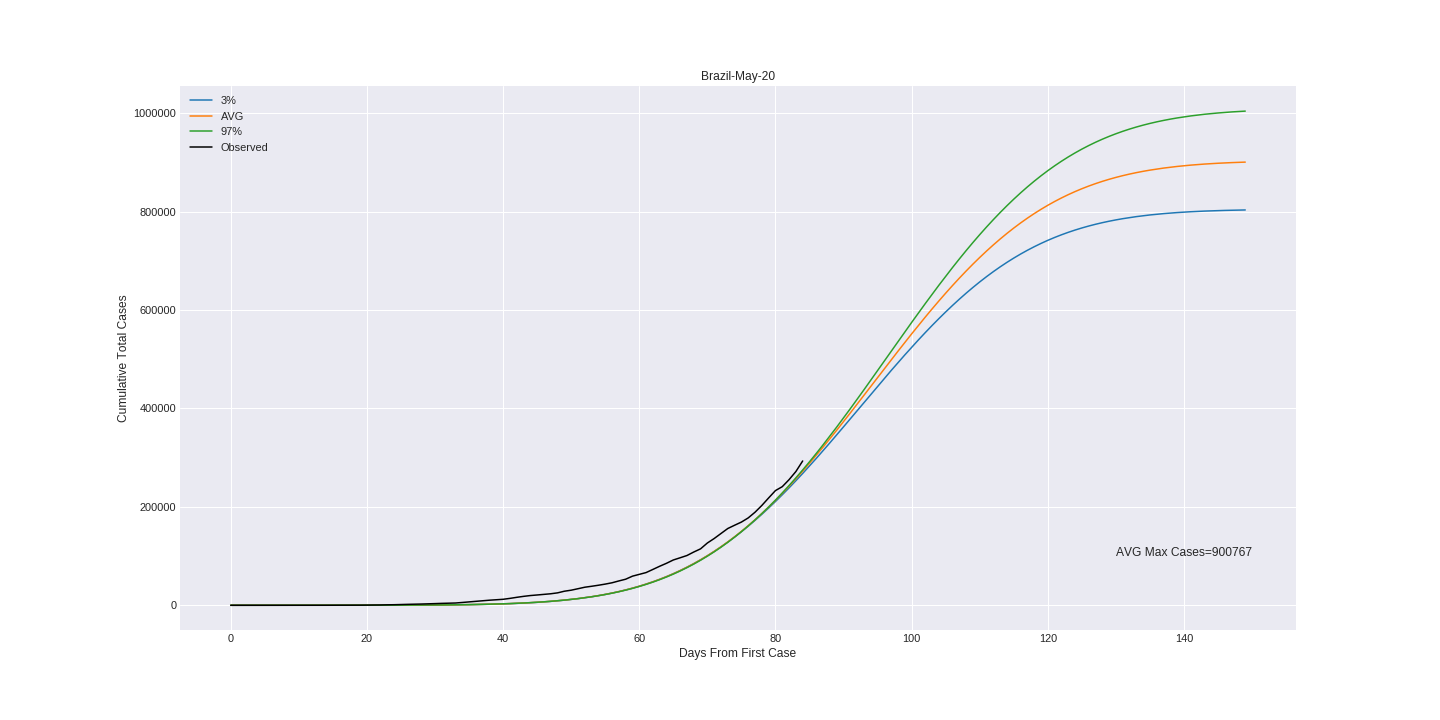 Brazil-May-20
3%
AVG
97%
Observed
1000000
800000
600000
400000
200000
0
Cumulative Total Cases
AVG Max Cases=900767
0 20 40 60 80 100 120 140
Days From First Case